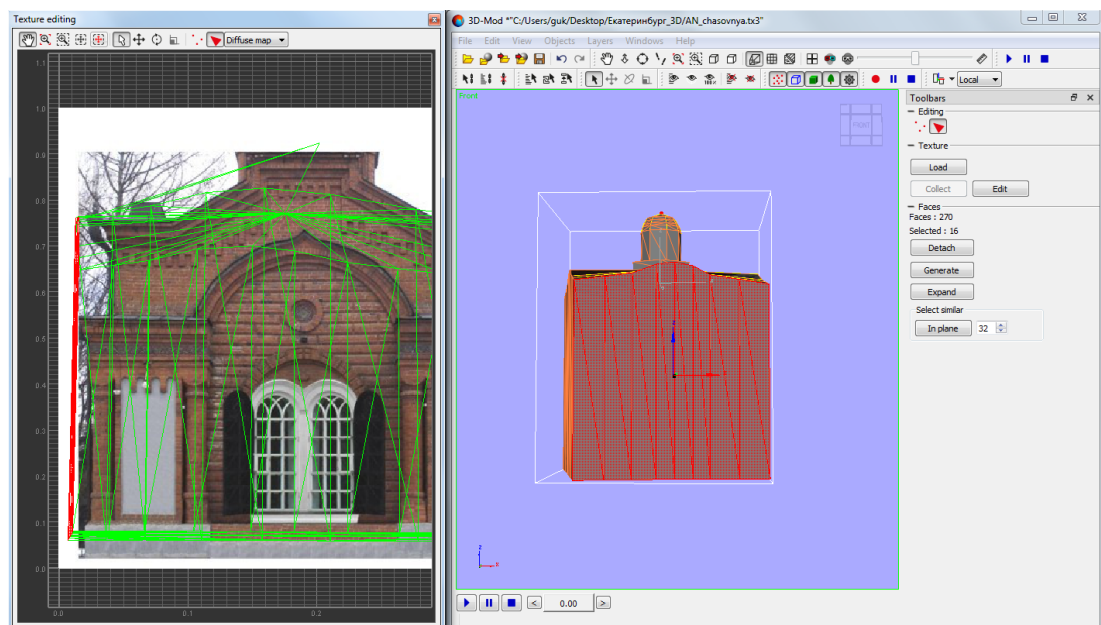 Texture editing
Diffuse map
1.1
1.0
0.9
0.8
0.7
0.6
0.5
0.4
0.3
0.2
0.1
0.0
0.0 0.1 0.2
3D-Mod *"C:/Users/guk/Desktop/Екатеринбург_3D/AN_chasovnya.tx3"
File Edit View Objects Layers Windows Help
Local
Front
z
x
0.00
Toolbars
Editing
Texture
Load
Collect Edit
Faces
Faces : 270
Selected : 16
Detach
Generate
Expand
Select similar
In plane 32